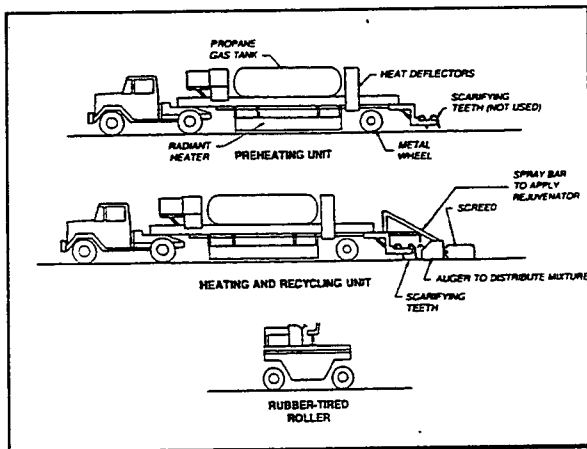 PROPANE
GAS TANK
HEAT DEFLECTORS
SCARIFYING
TEETH (NOT USED)
RADIANT
HEATER
PREHEATING UNIT
METAL
WHEEL
SPRAY BAR
TO APPLY
REJUVENATOR
SCREED
HEATING AND RECYCLING UNIT
AUGER TO DISTRIBUTE MIXTURE
SCARIFYING
TEETH
RUBBER-TIRED
ROLLER